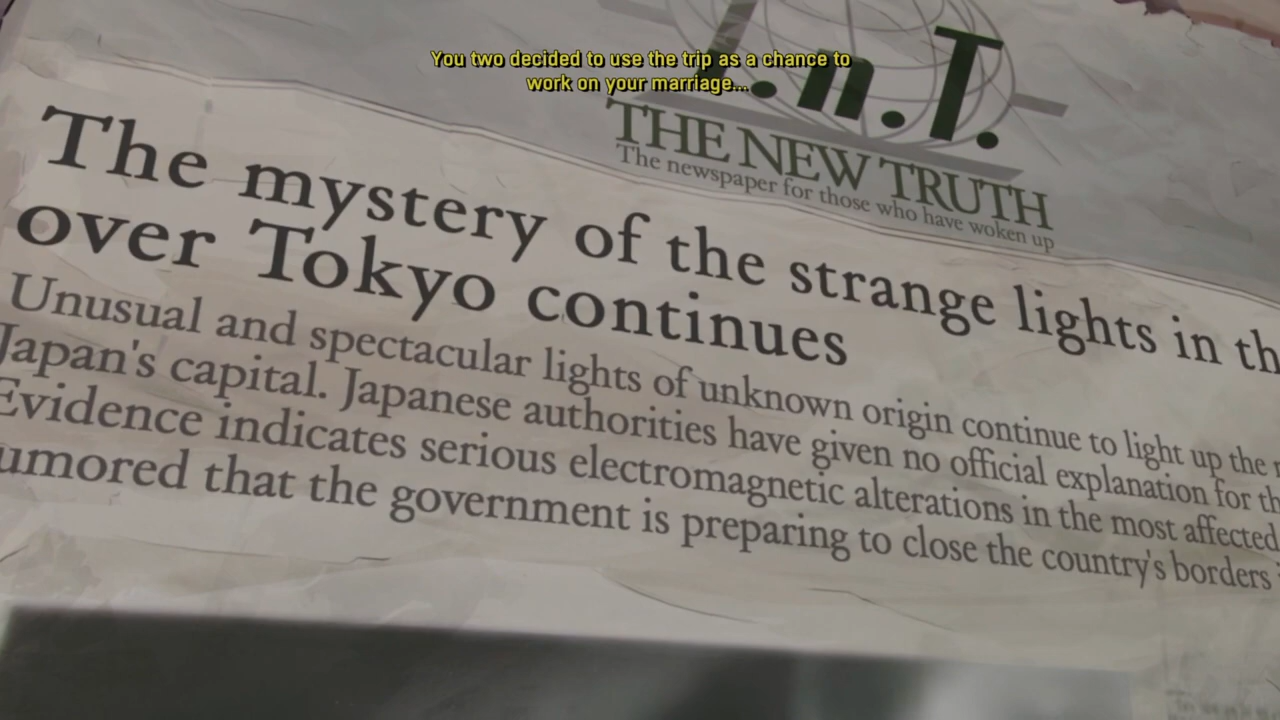 You two decided to use the trip as a chance to
work on your marriage...
T.n.T.
THE NEW TRUTH
The newspaper for those who have woken up
The mystery of the strange lights in
over Tokyo continues
Unusual and spectacular lights of unknown origin continue to light up the
Japan's capital. Japanese authorities have given no official explanation for
Evidence indicates serious electromagnetic alterations in the most affected
that the government is preparing to close the country's borders